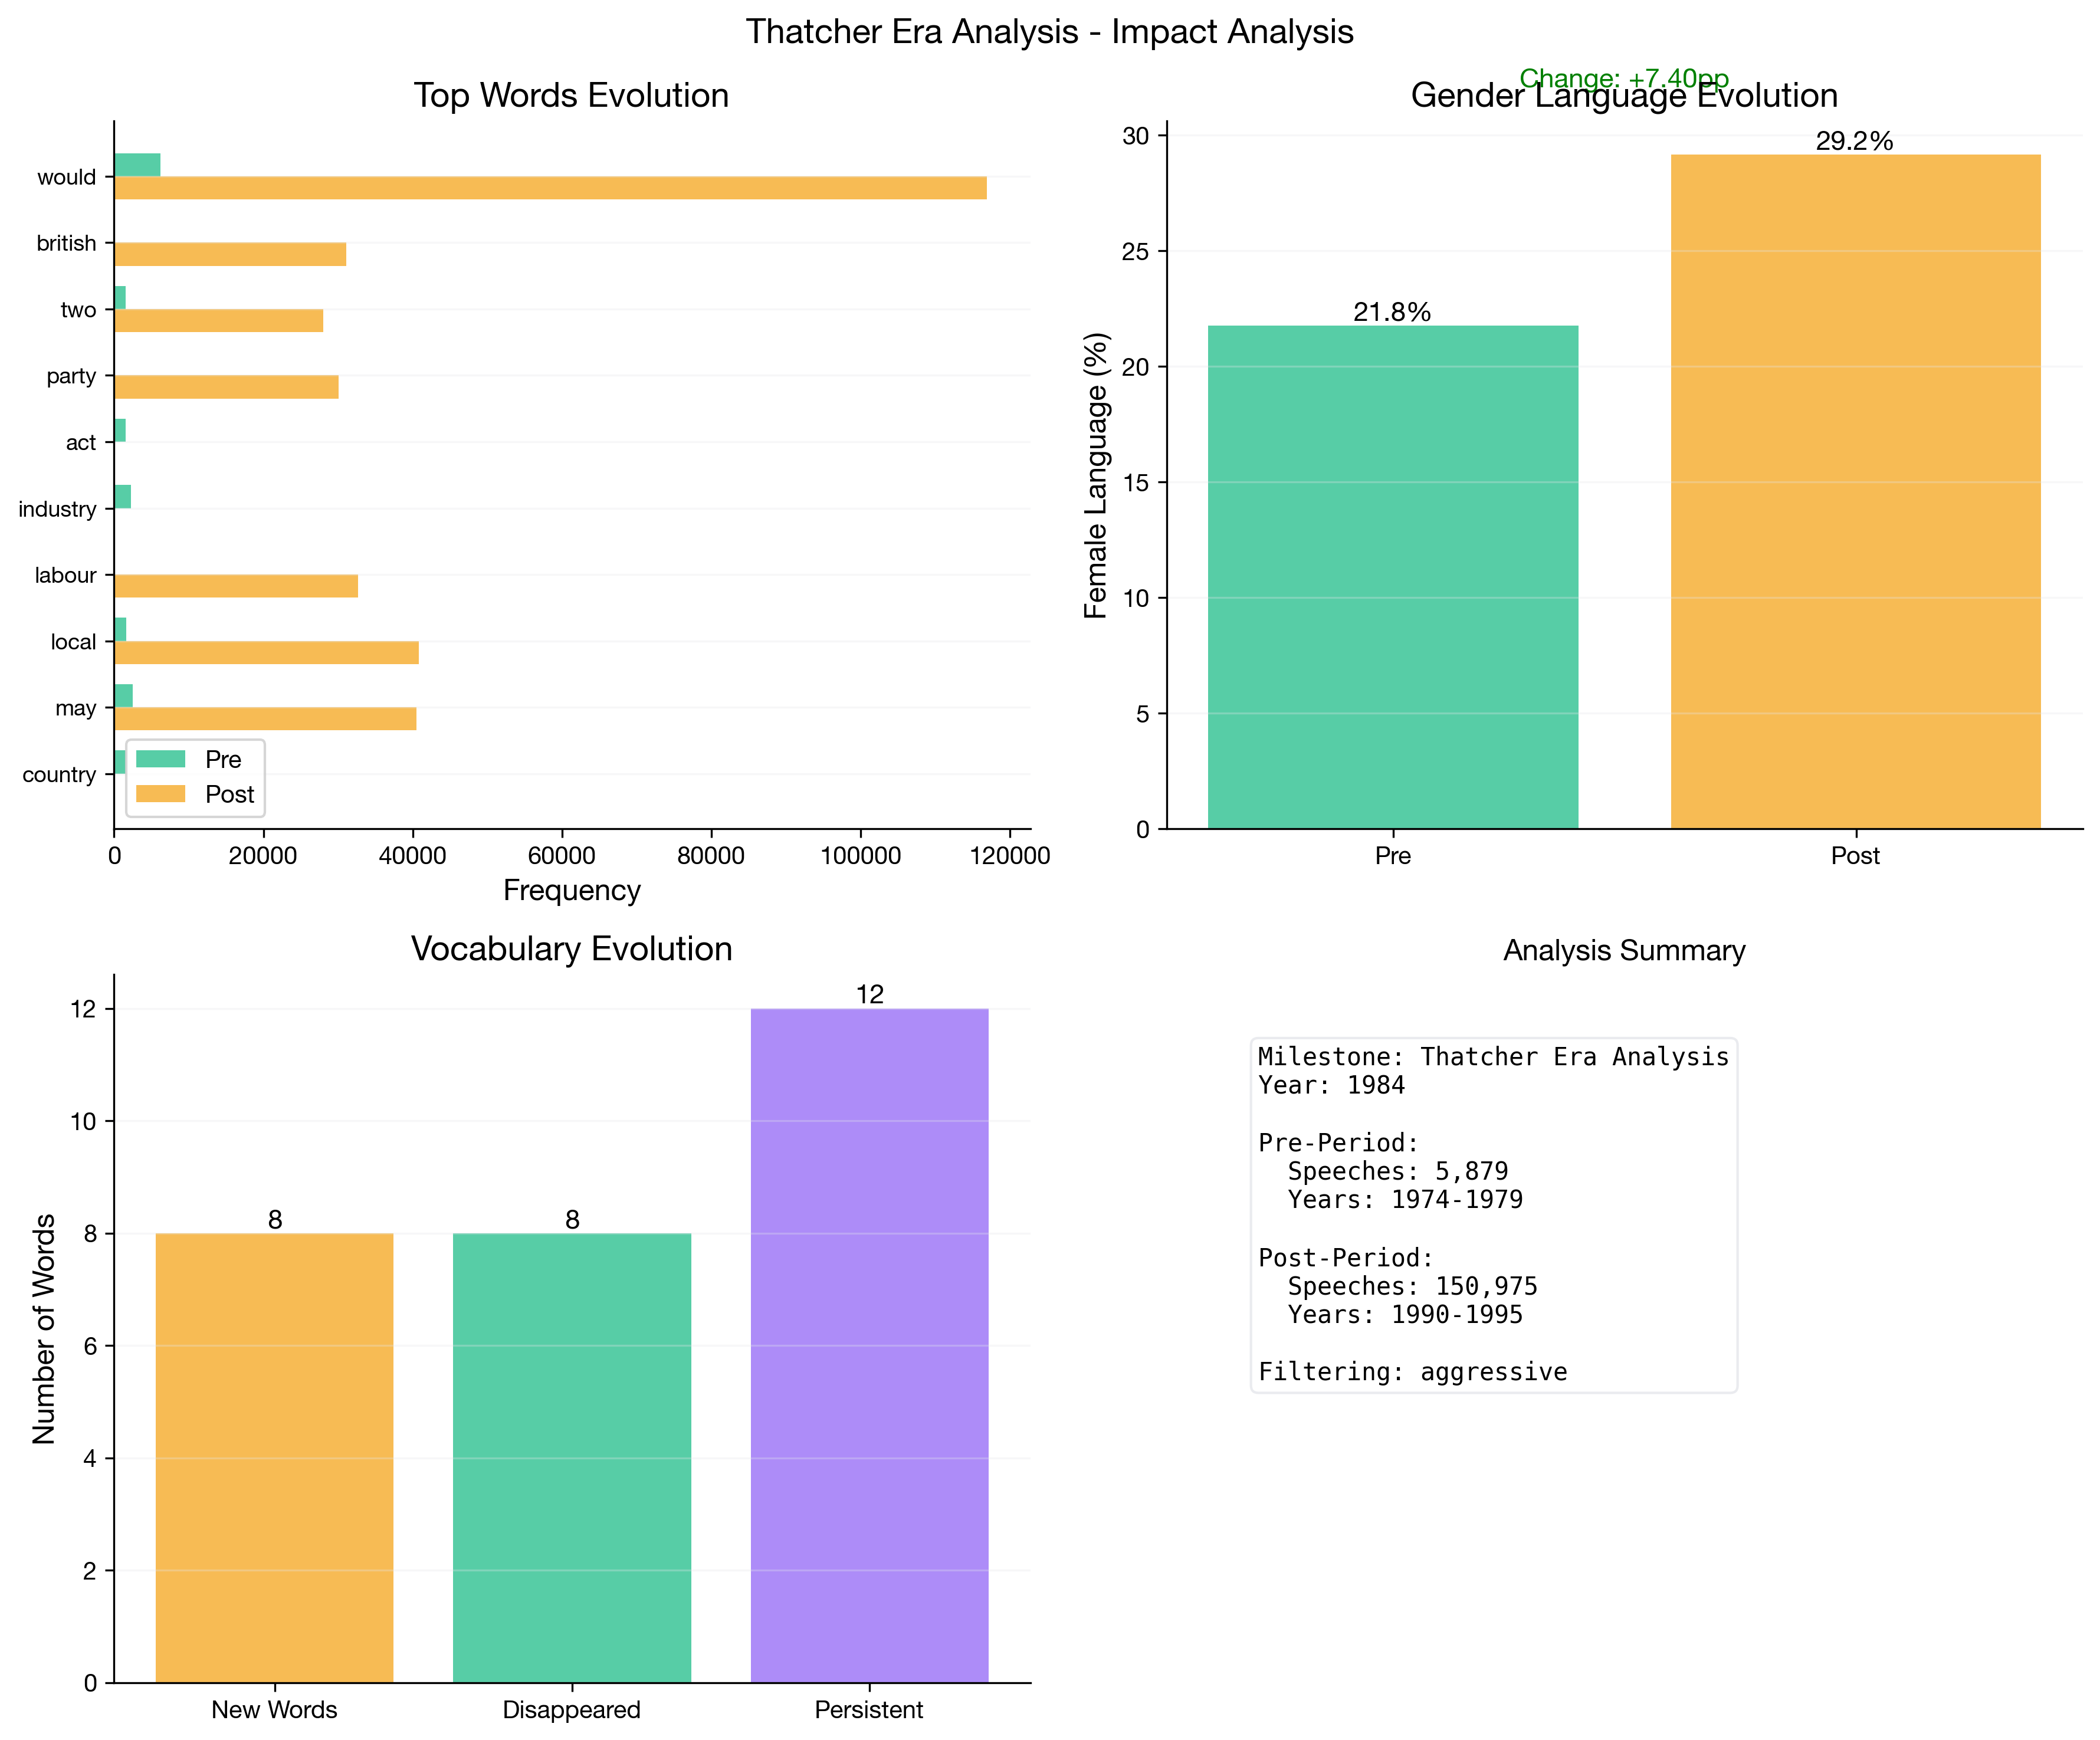 Thatcher Era Analysis - Impact Analysis
Top Words Evolution
would
british
two
party
act
industry
labour
local
may
country
Pre
Post
0 20000 40000 60000 80000 100000 120000
Frequency
Change: +7.40pp
Gender Language Evolution
Female Language (%)
30
25
20
15
10
5
0
21.8%
29.2%
Pre Post
Vocabulary Evolution
Number of Words
12
10
8
6
4
2
0
8
8
12
New Words Disappeared Persistent
Analysis Summary
Milestone: Thatcher Era Analysis
Year: 1984
Pre-Period:
Speeches: 5,879
Years: 1974-1979
Post-Period:
Speeches: 150,975
Years: 1990-1995
Filtering: aggressive